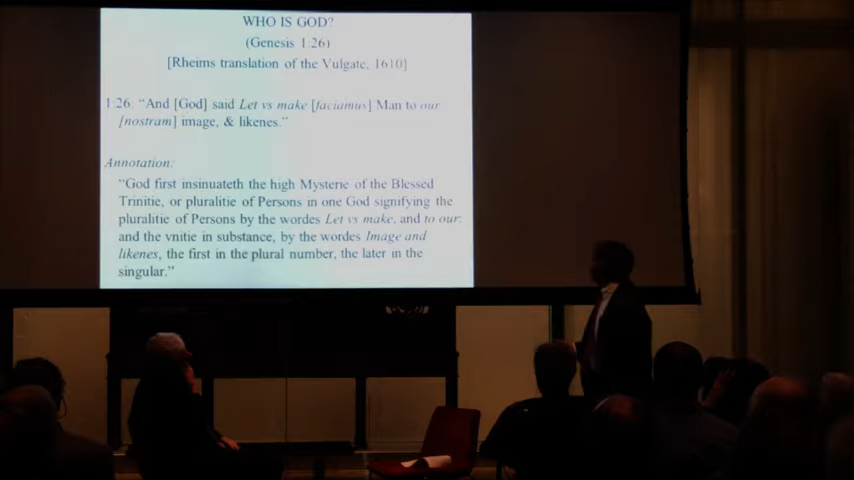 WHO IS GOD?
(Genesis 1:26)
[Rheims translation of the Vulgate, 1610]
1:26: “And [God] said Let vs make [faciamus] Man to our
[nostram] image, & likenes.”
Annotation:
“God first insinuateth the high Mysterie of the Blessed
Trinitie, or pluralitie of Persons in one God signifying the
pluralitie of Persons by the wordes Let vs make, and to our:
and the vnitie in substance, by the wordes Image and
likenes, the first in the plural number, the later in the
singular.”